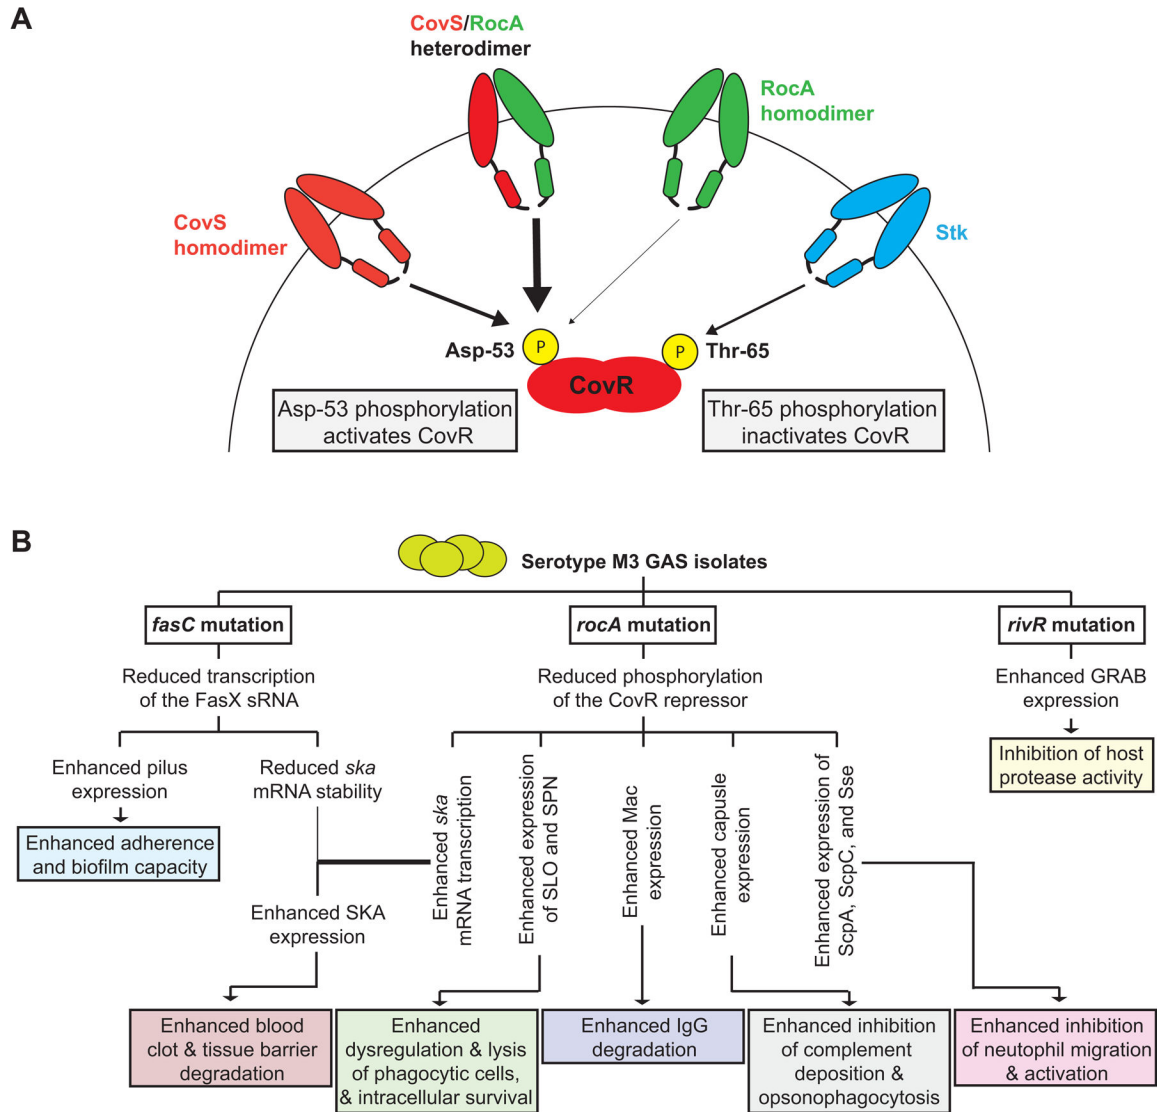 A
CovS/RocA
heterodimer
RocA
homodimer
CovS
homodimer
Stk
Asp-53
P
P
Thr-65
CovR
Asp-53 phosphorylation
activates CovR
Thr-65 phosphorylation
inactivates CovR
B
Serotype M3 GAS isolates
fasC mutation
rocA mutation
rivR mutation
Reduced transcription
of the FasX sRNA
Reduced phosphorylation
of the CovR repressor
Enhanced GRAB
expression
Inhibition of host
protease activity
Enhanced pilus
expression
Reduced ska
mRNA stability
Enhanced adherence
and biofilm capacity
Enhanced ska
mRNA transcription
Enhanced expression
of SLO and SPN
Enhanced Mac
expression
Enhanced capusle
expression
Enhanced expression of
ScpA, ScpC, and Sse
Enhanced SKA
expression
Enhanced blood
clot & tissue barrier
degradation
Enhanced
dysregulation & lysis
of phagocytic cells,
& intracellular survival
Enhanced IgG
degradation
Enhanced inhibition
of complement
deposition &
opsonophagocytosis
Enhanced inhibition
of neutophil migration
& activation